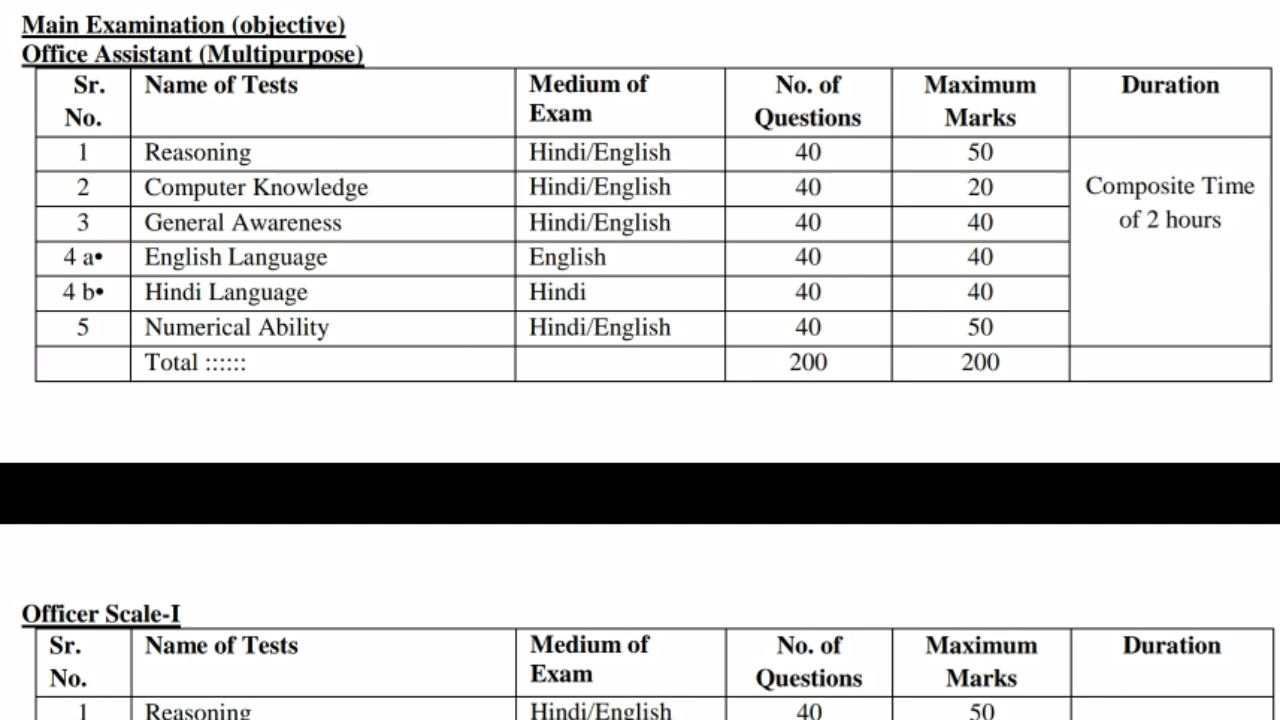 Main Examination (objective)
Office Assistant (Multipurpose)
Sr. No. Name of Tests Medium of Exam No. of Questions Maximum Marks Duration
1 Reasoning Hindi/English 40 50 Composite Time of 2 hours
2 Computer Knowledge Hindi/English 40 20
3 General Awareness Hindi/English 40 40
4 a• English Language English 40 40
4 b• Hindi Language Hindi 40 40
5 Numerical Ability Hindi/English 40 50
Total :::::: 200 200
Officer Scale-I
Sr. No. Name of Tests Medium of Exam No. of Questions Maximum Marks Duration
1 Reasoning Hindi/English 40 50